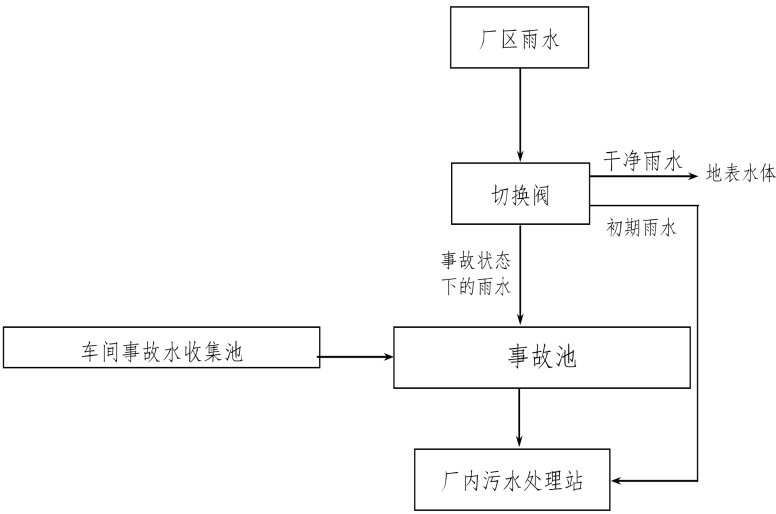 厂区雨水
干净雨水
地表水体
切换阀
初期雨水
事故状态
下的雨水
车间事故水收集池
事故池
厂内污水处理站